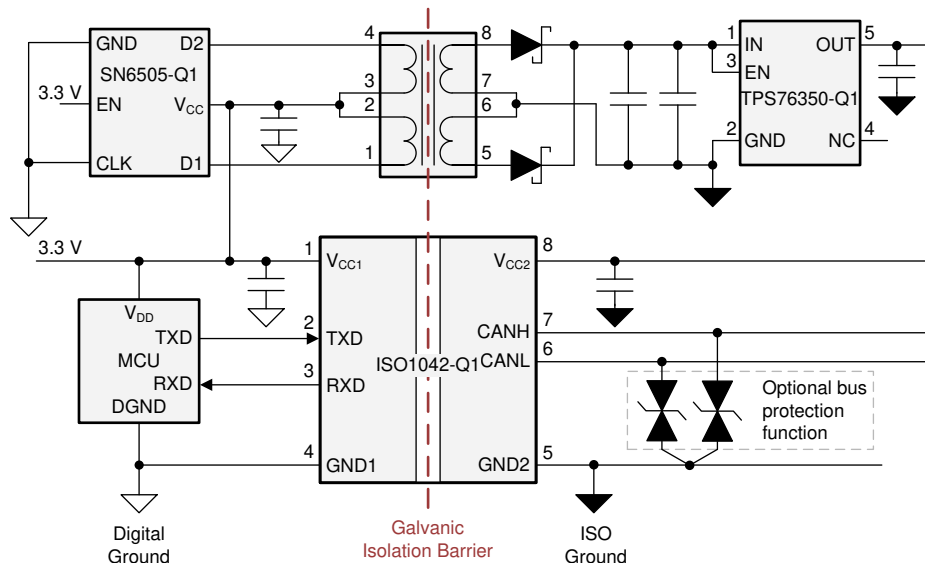 GND
D2
SN6505-Q1
3.3 V
EN
VCC
CLK
D1
4
3
2
1
8
7
6
5
1
IN
OUT
5
3
EN
TPS76350-Q1
2
GND
NC
4
3.3 V
1
VCC1
VCC2
8
VDD
TXD
MCU
RXD
DGND
2
TXD
3
RXD
ISO1042-Q1
CANH
7
CANL
6
Optional bus
protection
function
4
GND1
GND2
5
Digital
Ground
Galvanic
Isolation Barrier
ISO
Ground